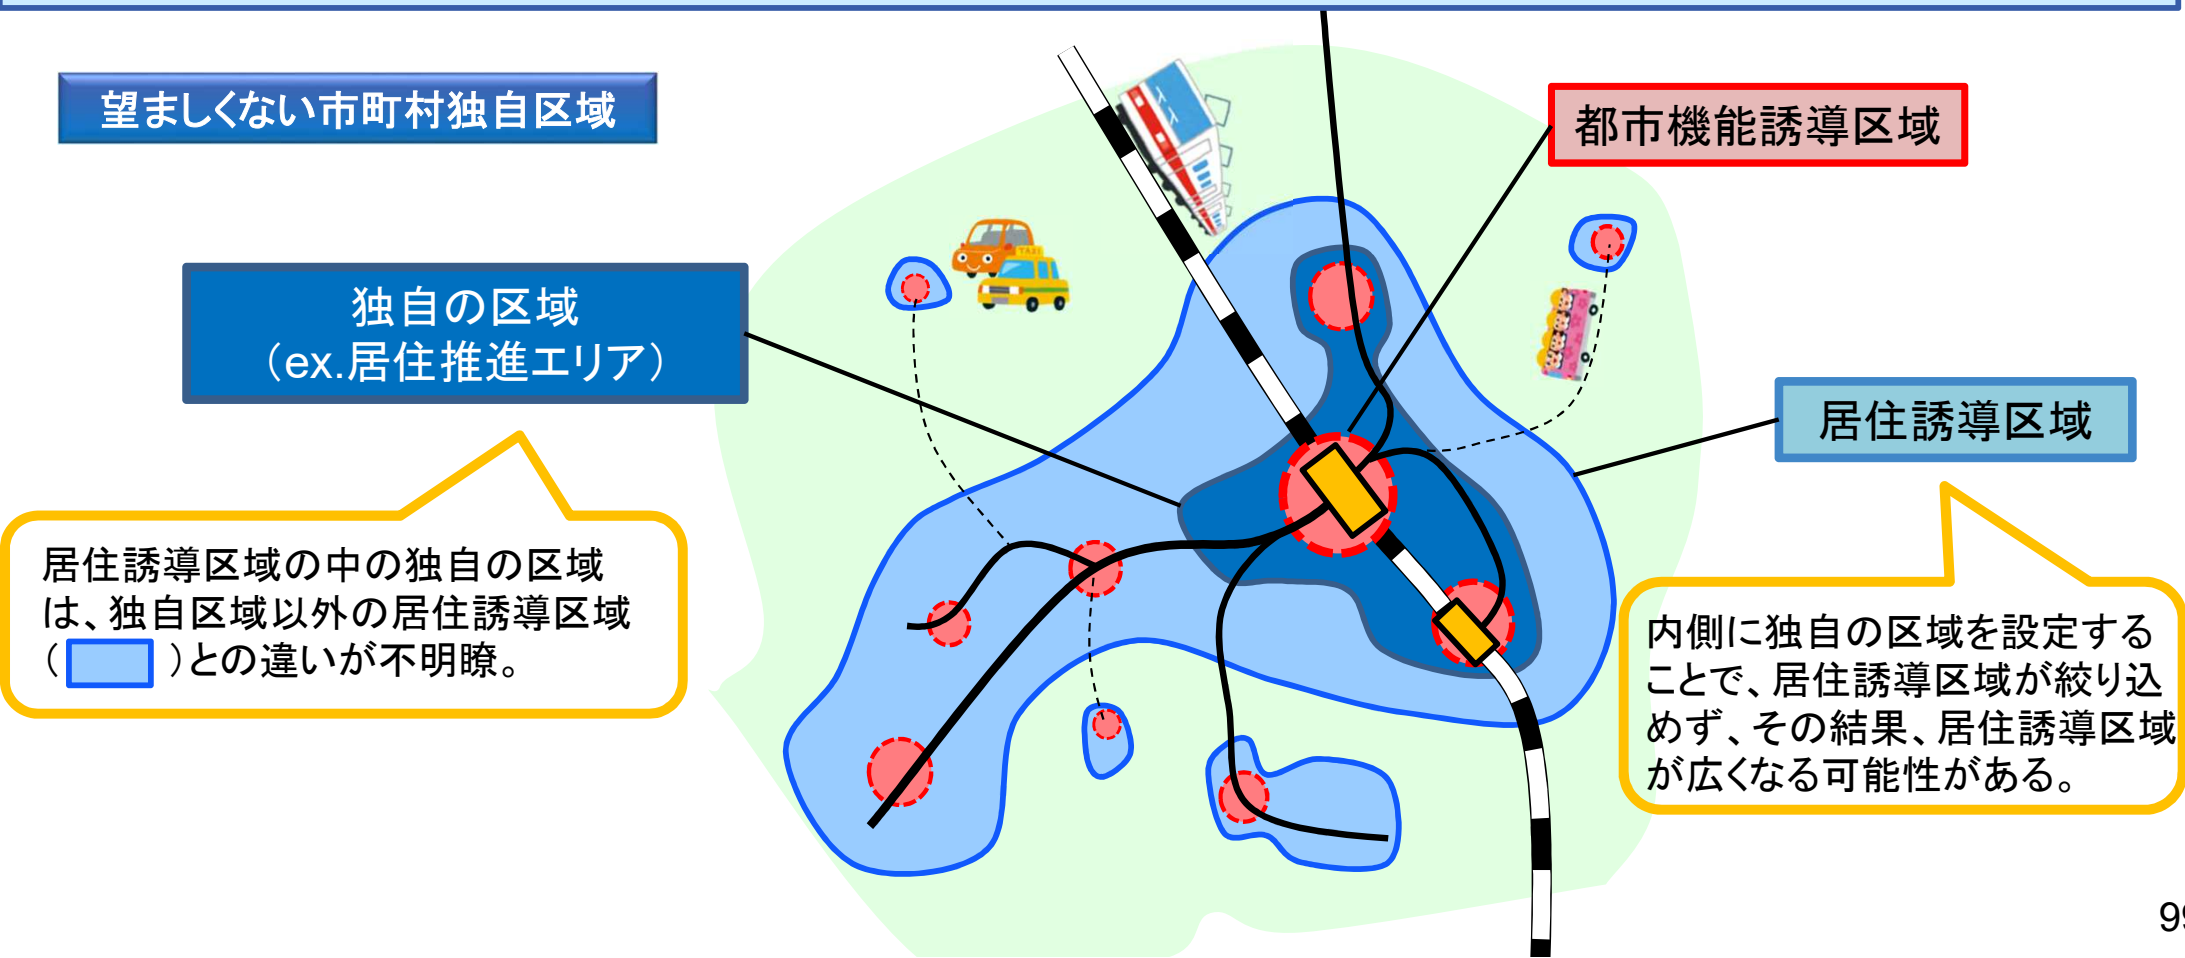 望ましくない市町村独自区域
都市機能誘導区域
独自の区域
（ex.居住推進エリア）
TAXI
居住誘導区域
居住誘導区域の中の独自の区域
は、独自区域以外の居住誘導区域
（　　）との違いが不明瞭。
内側に独自の区域を設定する
ことで、居住誘導区域が絞り込
めず、その結果、居住誘導区域
が広くなる可能性がある。